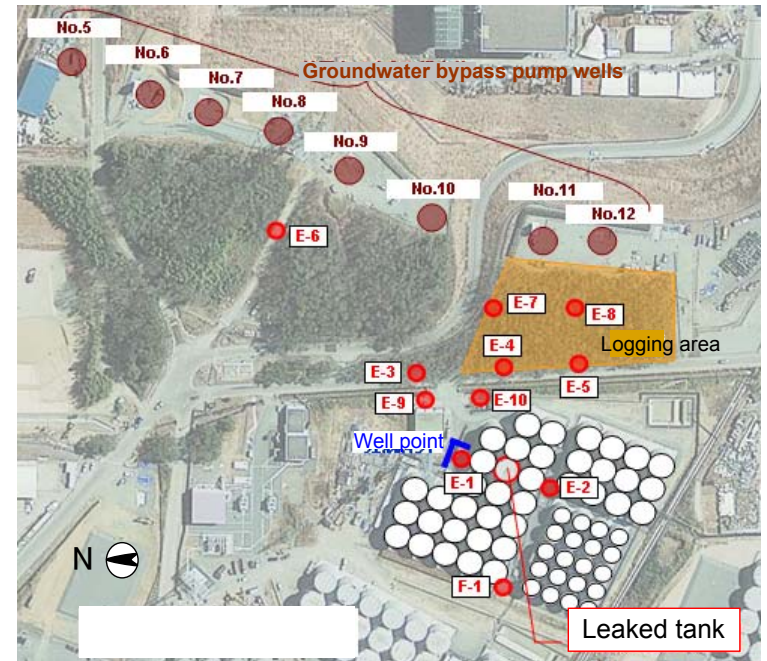 No.5
No.6
No.7
Groundwater bypass pump wells
No.8
No.9
No.10
No.11
No.12
E-6
E-7
E-8
Logging area
E-4
E-3
E-5
E-9
E-10
Well point
E-1
E-2
N
F-1
Leaked tank